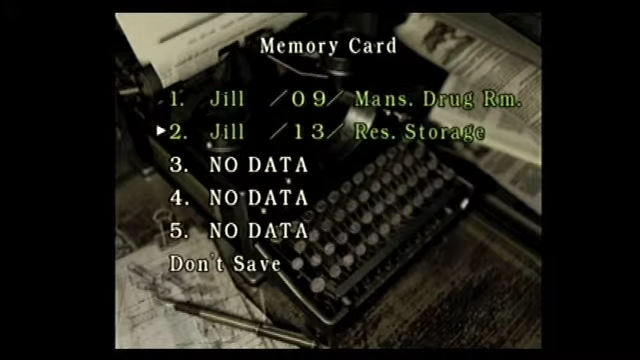 Memory Card
1. Jill /09/ Mans. Drug Rm.
▶2. Jill /13/ Res. Storage
3. NO DATA
4. NO DATA
5. NO DATA
Don't Save